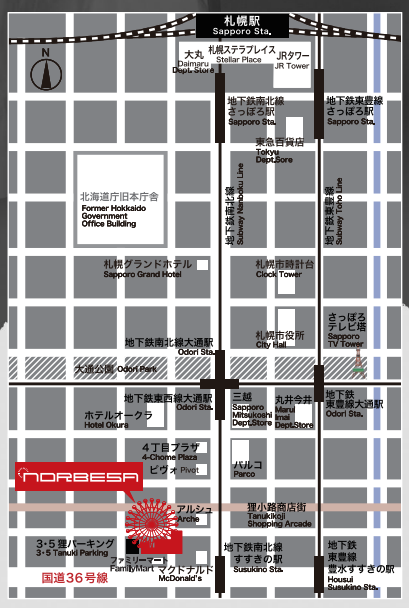 札幌駅
Sapporo Sta.
N
大丸
Daimaru
Dept. Store
札幌ステラプレイス
Stellar Place
JRタワー
JR Tower
地下鉄南北線
さっぽろ駅
Sapporo Sta.
地下鉄東豊線
さっぽろ駅
Sapporo Sta.
東急百貨店
Tokyu
Dept.Sore
地下鉄南北線
Subway Nanboku Line
地下鉄東豊線
Subway Toho Line
北海道庁旧本庁舎
Former Hokkaido
Government
Office Building
札幌グランドホテル
Sapporo Grand Hotel
札幌市時計台
Clock Tower
札幌市役所
City Hall
さっぽろ
テレビ塔
Sapporo
TV Tower
地下鉄南北線大通駅
Odori Sta.
大通公園 Odori Park
地下鉄東西線大通駅
Odori Sta.
三越
Sapporo
Mitsukoshi
Dept.Store
丸井今井
Marui
Imai
Dept.Store
地下鉄
東豊線大通駅
Odori Sta.
ホテルオークラ
Hotel Okura
4丁目プラザ
4-Chome Plaza
ピヴォ Pivot
パルコ
Parco
NORBESA
アルシュ
Arche
狸小路商店街
Tanukikoji
Shopping Arcade
3・5 狸パーキング
3・5 Tanuki Parking
ファミリーマート
FamilyMart
マクドナルド
McDonald's
国道36号線
地下鉄南北線
すすきの駅
Susukino Sta.
地下鉄
東豊線
豊水すすきの駅
Housui
Susukino Sta.